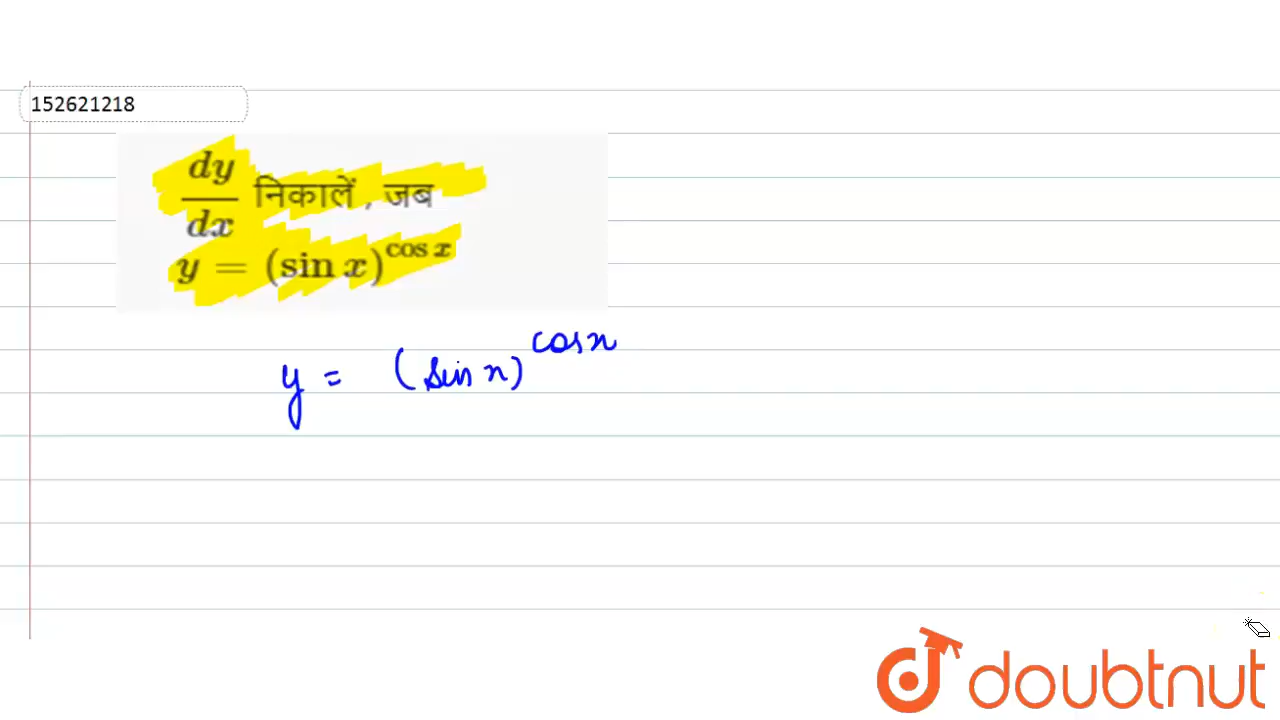 152621218
dy/dx निकालें , जब
y = (sin x)^cos x
y = (sin x)^cos x
doubtnut